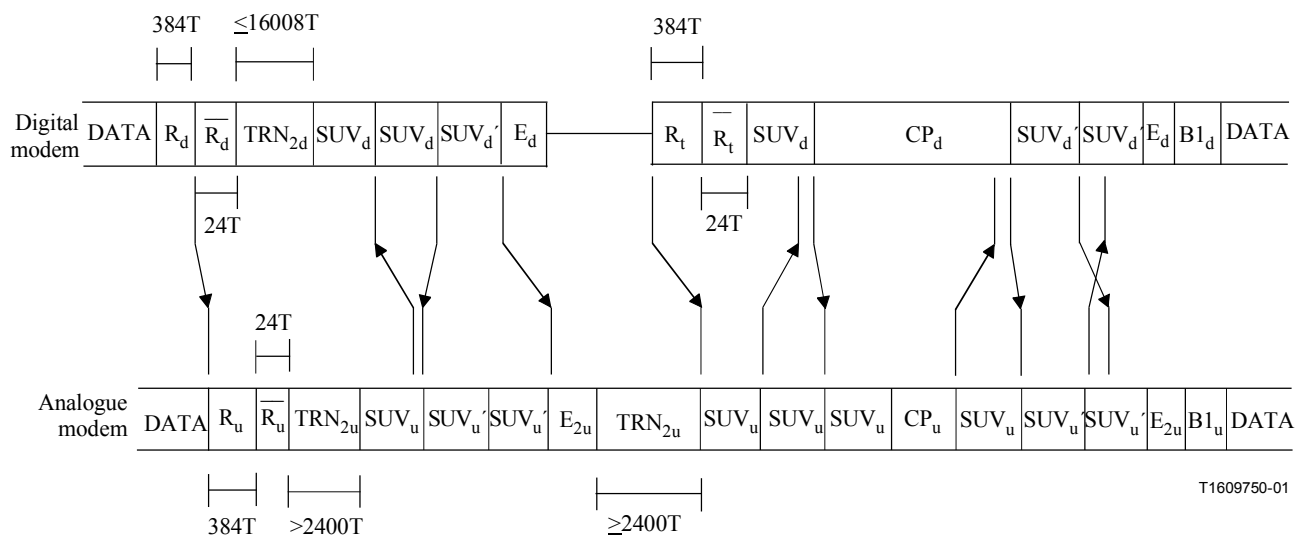 384T ≤16008T 384T
Digital modem
DATA R_d R̅_d TRN_2d SUV_d SUV_d SUV_d´ E_d R_t R̅_t SUV_d CP_d SUV_d´ SUV_d´ E_d B1_d DATA
24T 24T
24T
Analogue modem
DATA R_u R̅_u TRN_2u SUV_u SUV_u´ SUV_u´ E_2u TRN_2u SUV_u SUV_u SUV_u CP_u SUV_u SUV_u´ SUV_u´ E_2u B1_u DATA
384T >2400T ≥2400T
T1609750-01